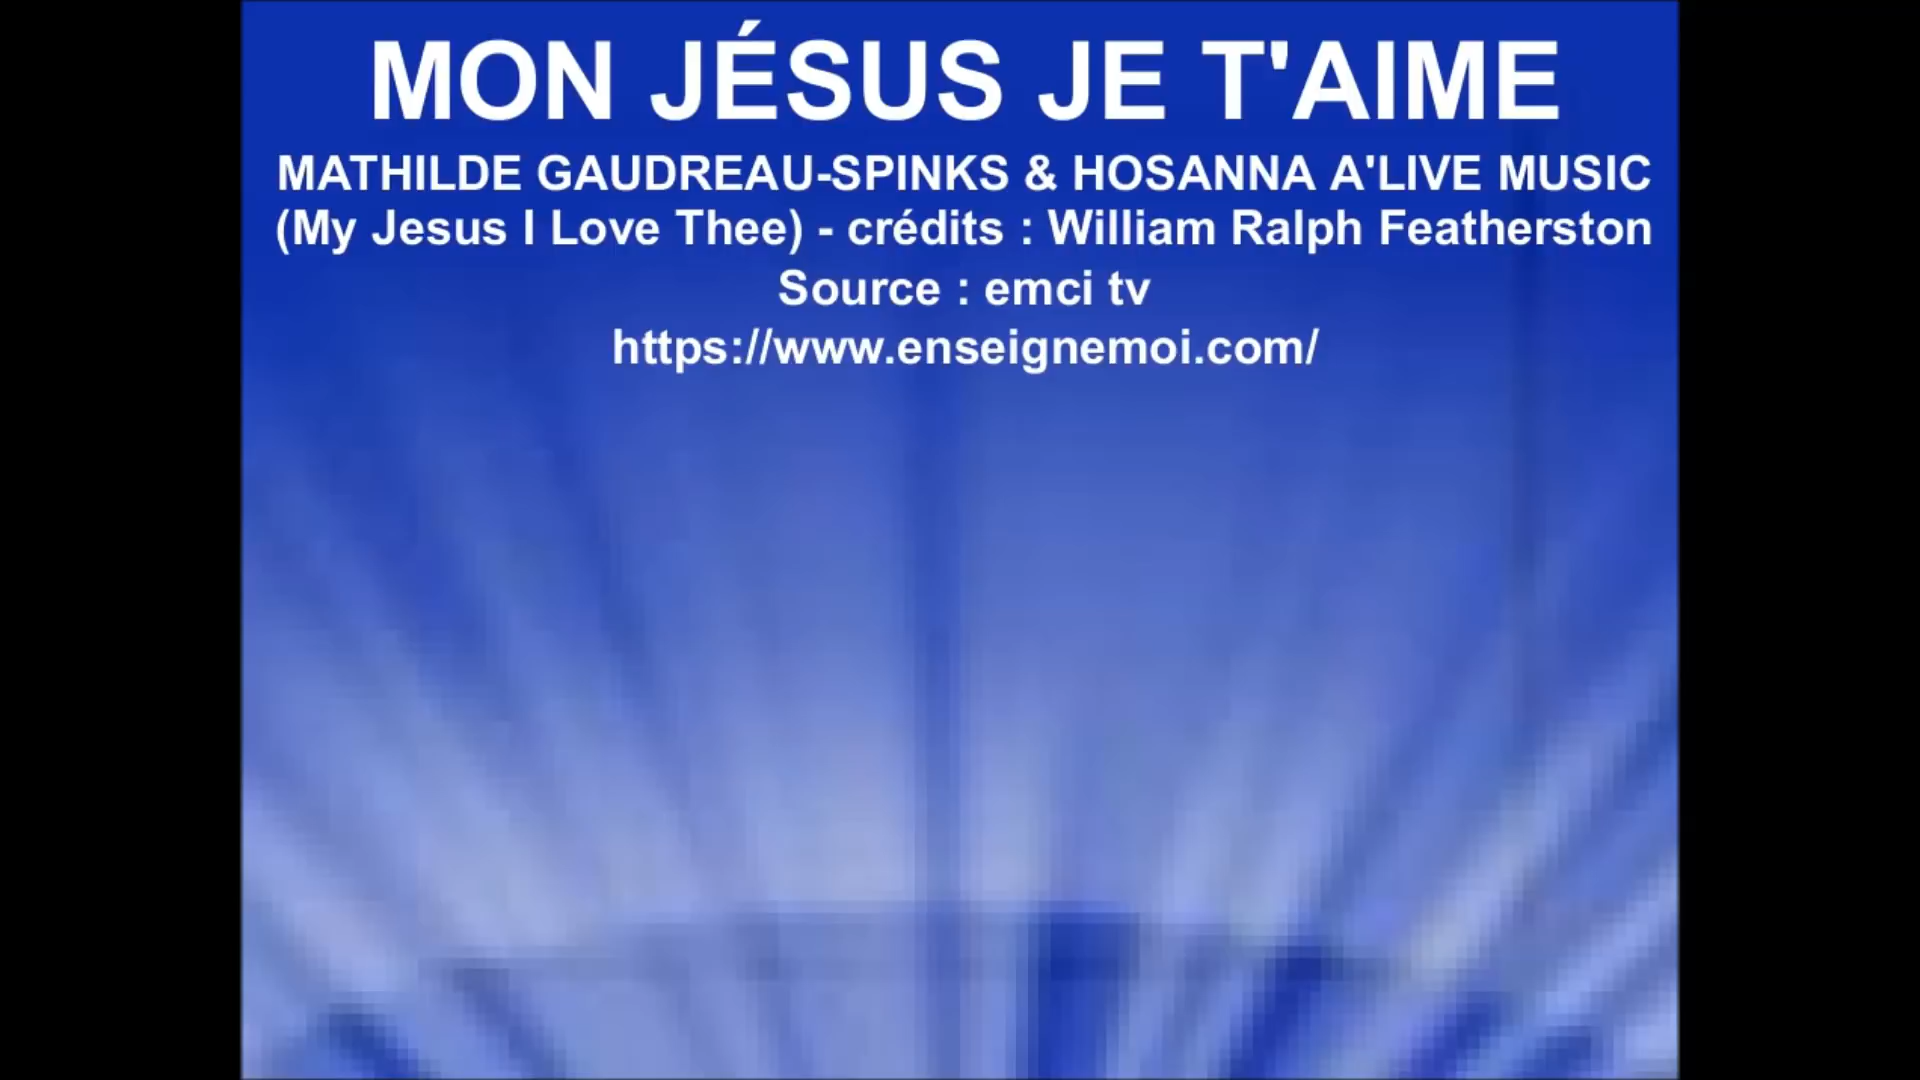 MON JÉSUS JE T'AIME
MATHILDE GAUDREAU-SPINKS & HOSANNA A'LIVE MUSIC
(My Jesus I Love Thee) - crédits : William Ralph Featherston
Source : emci tv
https://www.enseignemoi.com/